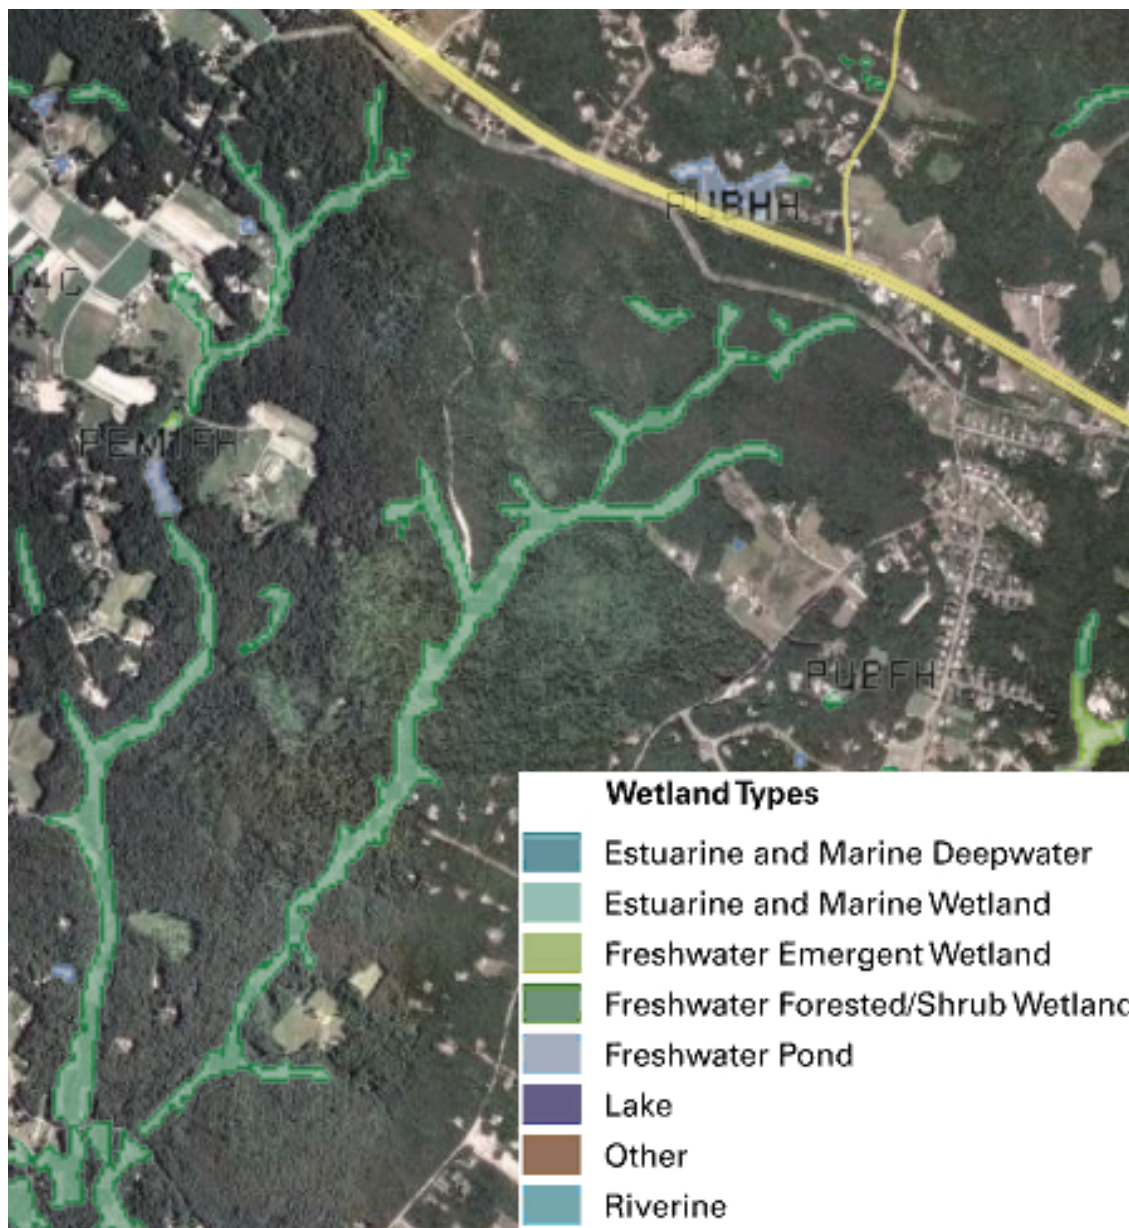 PUBHH
PEM1FH
PUBFH
Wetland Types
Estuarine and Marine Deepwater
Estuarine and Marine Wetland
Freshwater Emergent Wetland
Freshwater Forested/Shrub Wetland
Freshwater Pond
Lake
Other
Riverine